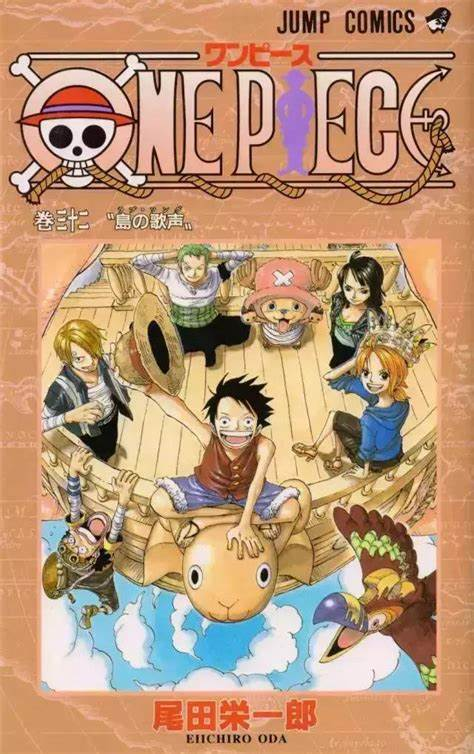 JUMP COMICS
ワンピース
ONE PIECE
巻三十二 〝島の歌声〟
尾田栄一郎
EIICHIRO ODA